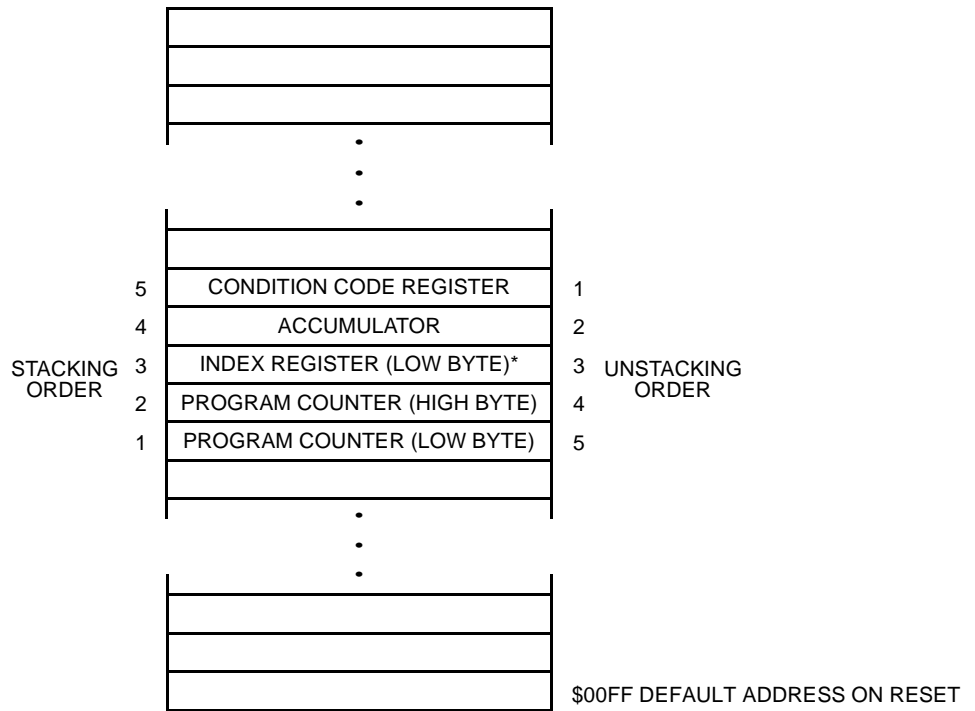 5 CONDITION CODE REGISTER 1
4 ACCUMULATOR 2
STACKING ORDER 3 INDEX REGISTER (LOW BYTE)* 3 UNSTACKING ORDER
2 PROGRAM COUNTER (HIGH BYTE) 4
1 PROGRAM COUNTER (LOW BYTE) 5
$00FF DEFAULT ADDRESS ON RESET